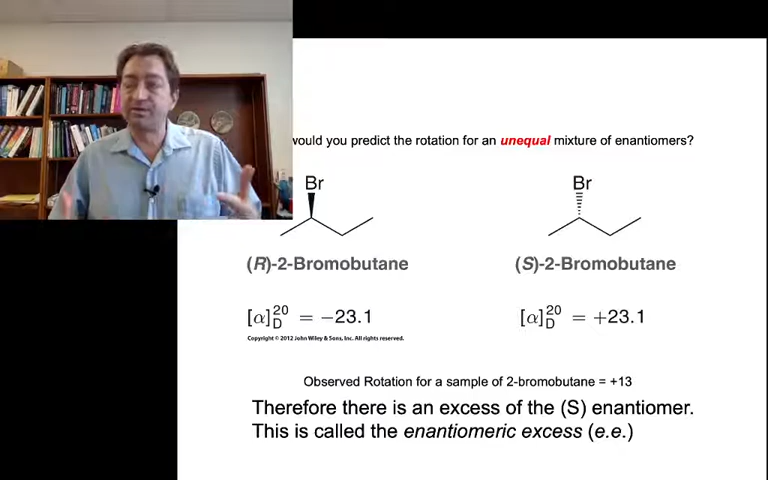 would you predict the rotation for an unequal mixture of enantiomers?
Br
Br
(R)-2-Bromobutane
(S)-2-Bromobutane
[α]20D = −23.1
[α]20D = +23.1
Copyright © 2012 John Wiley & Sons, Inc. All rights reserved.
Observed Rotation for a sample of 2-bromobutane = +13
Therefore there is an excess of the (S) enantiomer.
This is called the enantiomeric excess (e.e.)